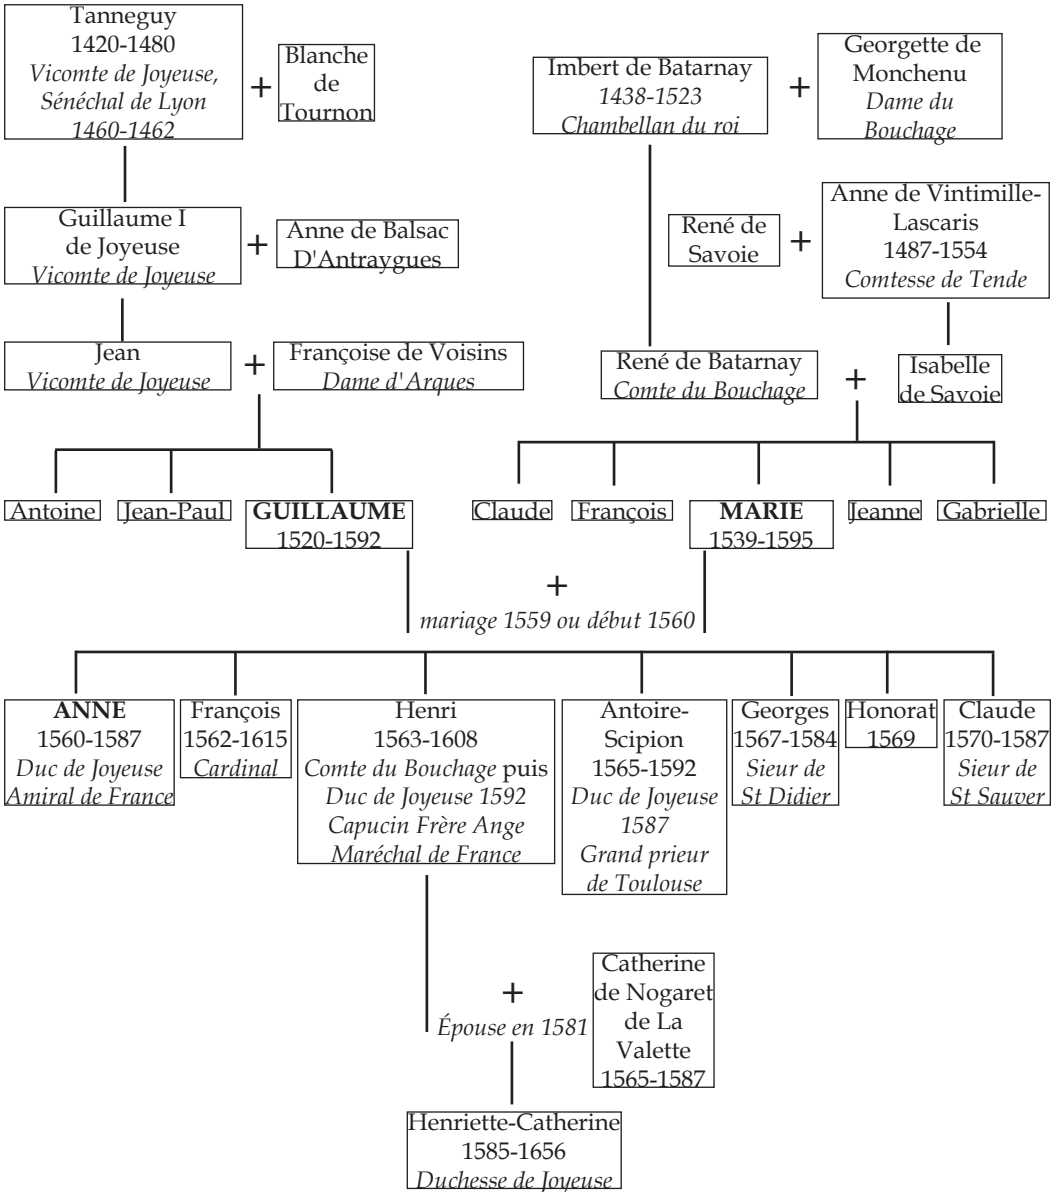 Tanneguy
1420-1480
Vicomte de Joyeuse,
Sénéchal de Lyon
1460-1462
+
Blanche
de
Tournon
Imbert de Batarnay
1438-1523
Chambellan du roi
+
Georgette de
Monchenu
Dame du
Bouchage
Guillaume I
de Joyeuse
Vicomte de Joyeuse
+
Anne de Balsac
D'Antraygues
René de
Savoie
+
Anne de Vintimille-
Lascaris
1487-1554
Comtesse de Tende
Jean
Vicomte de Joyeuse
+
Françoise de Voisins
Dame d'Arques
René de Batarnay
Comte du Bouchage
+
Isabelle
de Savoie
Antoine
Jean-Paul
GUILLAUME
1520-1592
Claude
François
MARIE
1539-1595
Jeanne
Gabrielle
+
mariage 1559 ou début 1560
ANNE
1560-1587
Duc de Joyeuse
Amiral de France
François
1562-1615
Cardinal
Henri
1563-1608
Comte du Bouchage puis
Duc de Joyeuse 1592
Capucin Frère Ange
Maréchal de France
Antoire-
Scipion
1565-1592
Duc de Joyeuse
1587
Grand prieur
de Toulouse
Georges
1567-1584
Sieur de
St Didier
Honorat
1569
Claude
1570-1587
Sieur de
St Sauver
+
Épouse en 1581
Catherine
de Nogaret
de La
Valette
1565-1587
Henriette-Catherine
1585-1656
Duchesse de Joyeuse